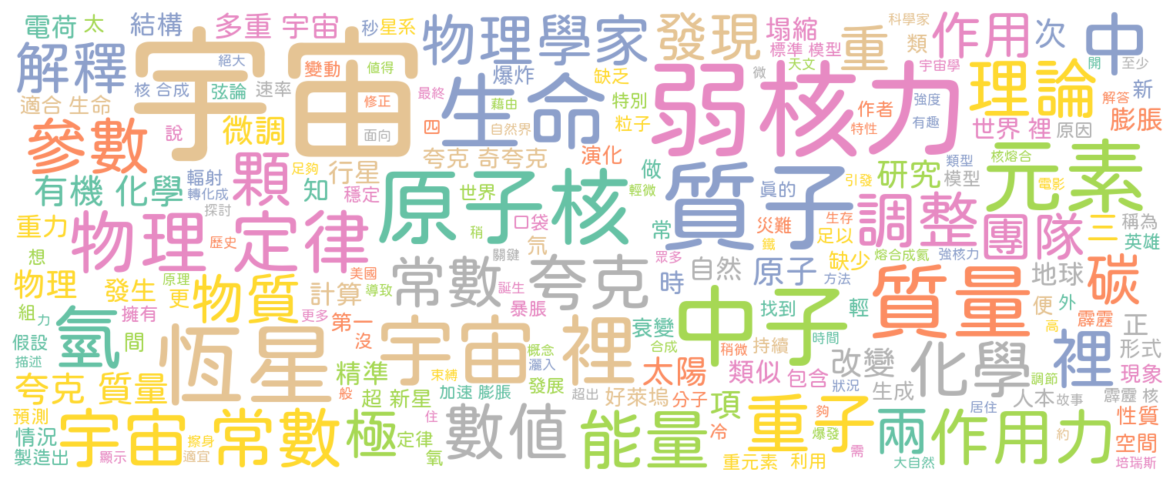 電荷 太 結構 多重 宇宙 秒 星系
解釋 宇宙 物理學家 發現 塌縮 重 類 科學家 作用 次 中
絕大 變動 值得 標準 模型 天文 宇宙學 開 至少
核 合成 弦論 速率 爆炸 缺乏 微
適合 生命 修正 最終 生命 藉由 特別 弱核力 作者 強度 理論 解答 新
參數 說 微調 面向 四 自然界 粒子 特性 有趣 世界 裡 原因 膨脹
顆 足夠 行星 夸克 奇夸克 演化 類型 核熔合 元素
有機 化學 輻射 知 穩定 原子核 世界 做 質子 真的 引發 研究 模型 電影
轉化成 輕微
重力 物理 定律 探討 稍 口袋 常 災難 生存 調整 團隊 三 稱為
想 歷史 氘 眾多 鐵 足以 英雄
物理 原理 發生 美國 常數 關鍵 夸克 時 自然 原子 缺少 熔合成氦 強核力
更 物質 計算 導致 誕生 方法 質量 地球 碳
組 力 擁有 更多 第一 暴脹 中子 找到 輕 便 外
假設 氫 間 恆星 沒 宇宙 裡 衰變 時間 高 霹靂 正
描述 概念 合成 稍微 持續 改變 化學 裡 形式
夸克 質量 精準 束縛 灑入 太陽 類似 包含 狀況 調節 現象
般 加速 膨脹 發展 超出 好萊塢 分子 生成 人本 故事 霹靂 核
預測 超 新星 項 重子 夠 居住 性質
情況 宇宙 常數 極 住 定律 數值 能量 冷 爆發 兩 作用力 約 空間
製造出 顯示 握身 適宜 氧 重元素 利用 需 大自然 培瑞斯